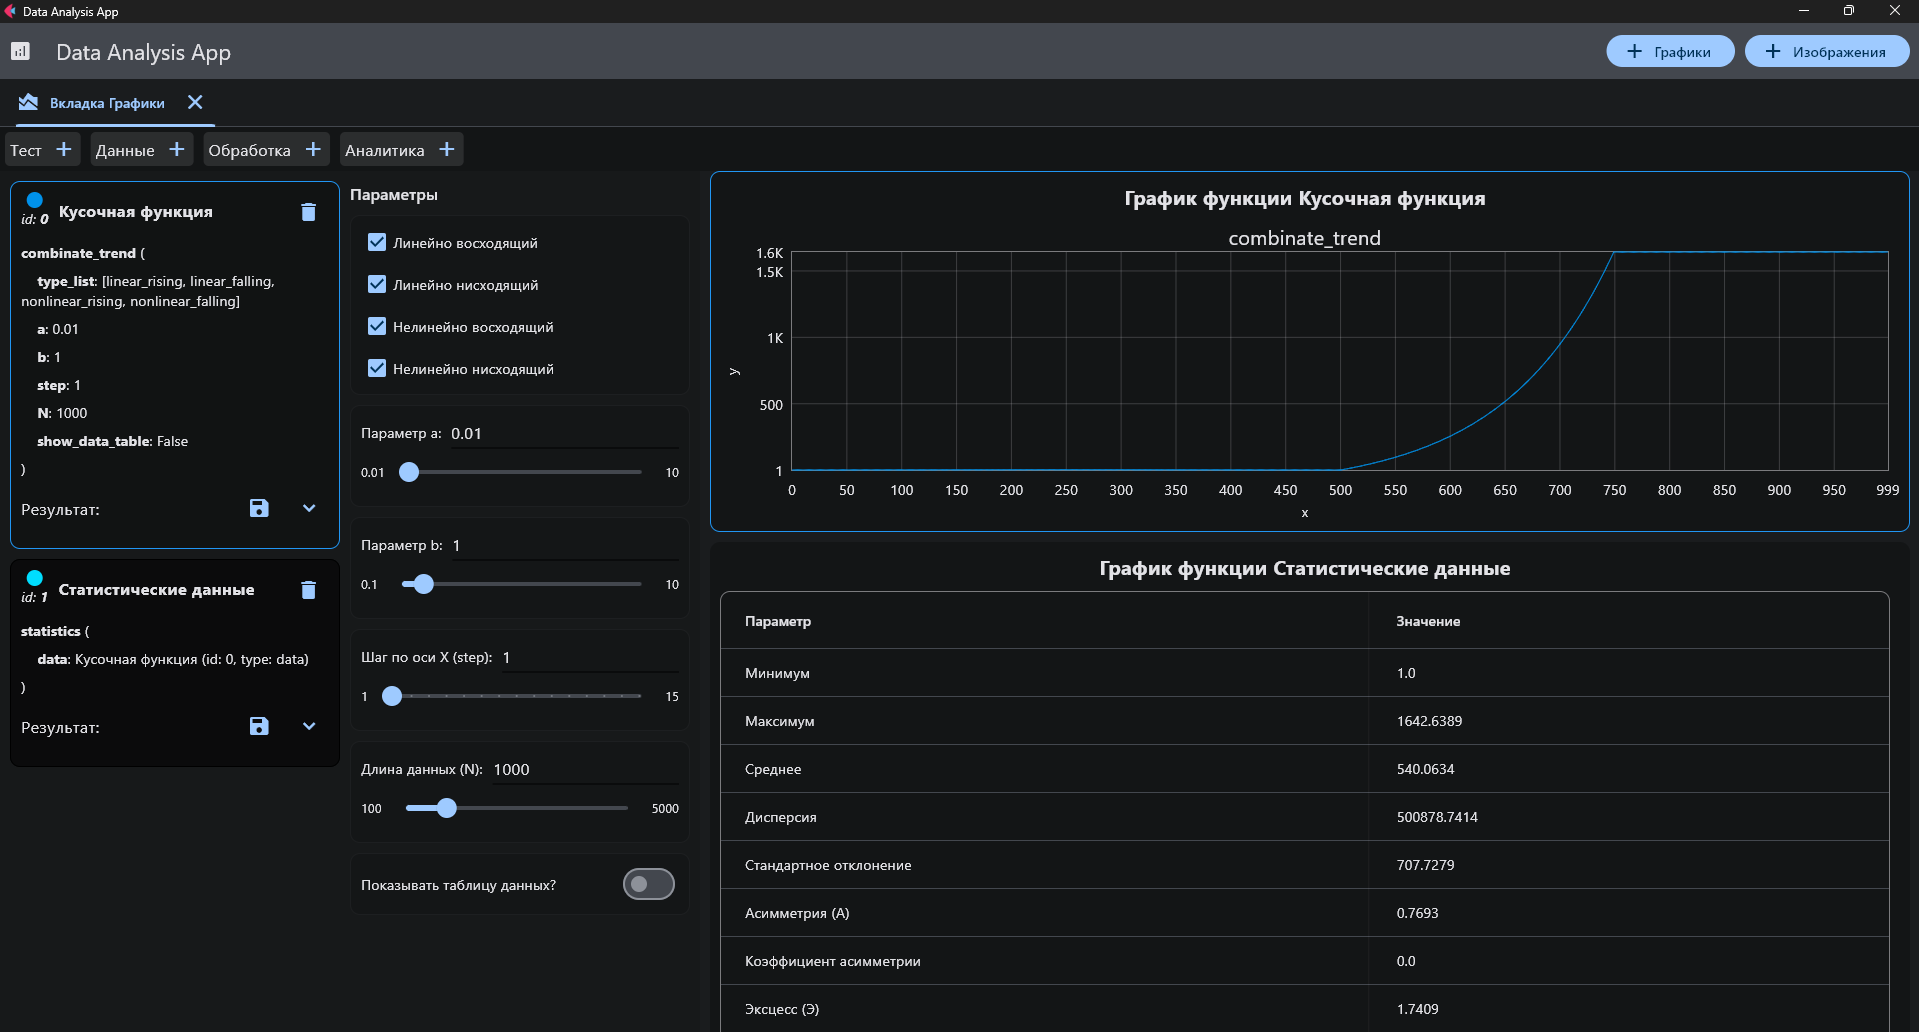 Data Analysis App
Data Analysis App
Графики
Изображения
Вкладка Графики
Тест
Данные
Обработка
Аналитика
id: 0
Кусочная функция
combinate_trend (
type_list: [linear_rising, linear_falling,
nonlinear_rising, nonlinear_falling]
a: 0.01
b: 1
step: 1
N: 1000
show_data_table: False
)
Результат:
id: 1
Статистические данные
statistics (
data: Кусочная функция (id: 0, type: data)
)
Результат:
Параметры
Линейно восходящий
Линейно нисходящий
Нелинейно восходящий
Нелинейно нисходящий
Параметр a: 0.01
0.01 10
Параметр b: 1
0.1 10
Шаг по оси X (step): 1
1 15
Длина данных (N): 1000
100 5000
Показывать таблицу данных?
График функции Кусочная функция
combinate_trend
1.6K
1.5K
1K
500
1
y
0 50 100 150 200 250 300 350 400 450 500 550 600 650 700 750 800 850 900 950 999
x
График функции Статистические данные
Параметр Значение
Минимум 1.0
Максимум 1642.6389
Среднее 540.0634
Дисперсия 500878.7414
Стандартное отклонение 707.7279
Асимметрия (А) 0.7693
Коэффициент асимметрии 0.0
Эксцесс (Э) 1.7409